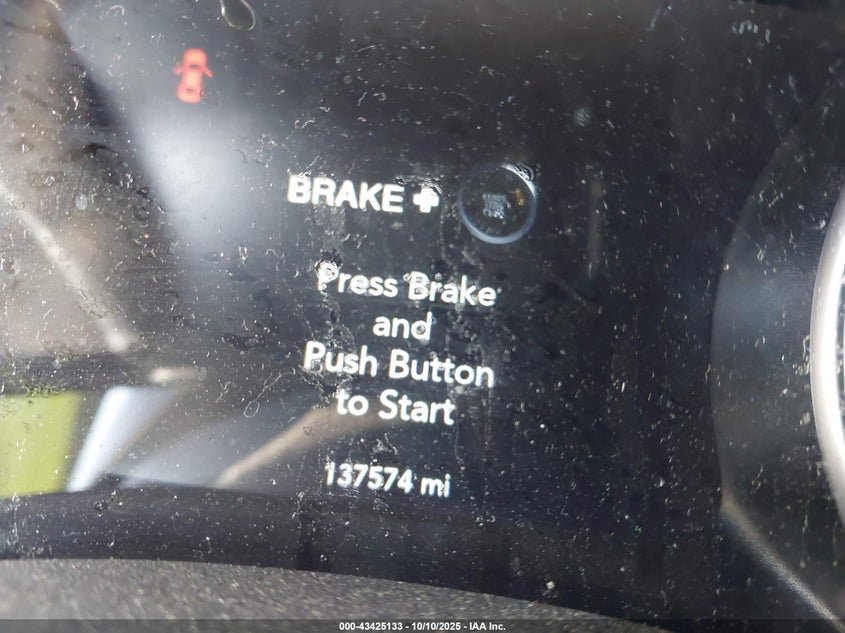 BRAKE +
Press Brake
and
Push Button
to Start
137574 mi
000-43425133 - 10/10/2025 - IAA Inc.